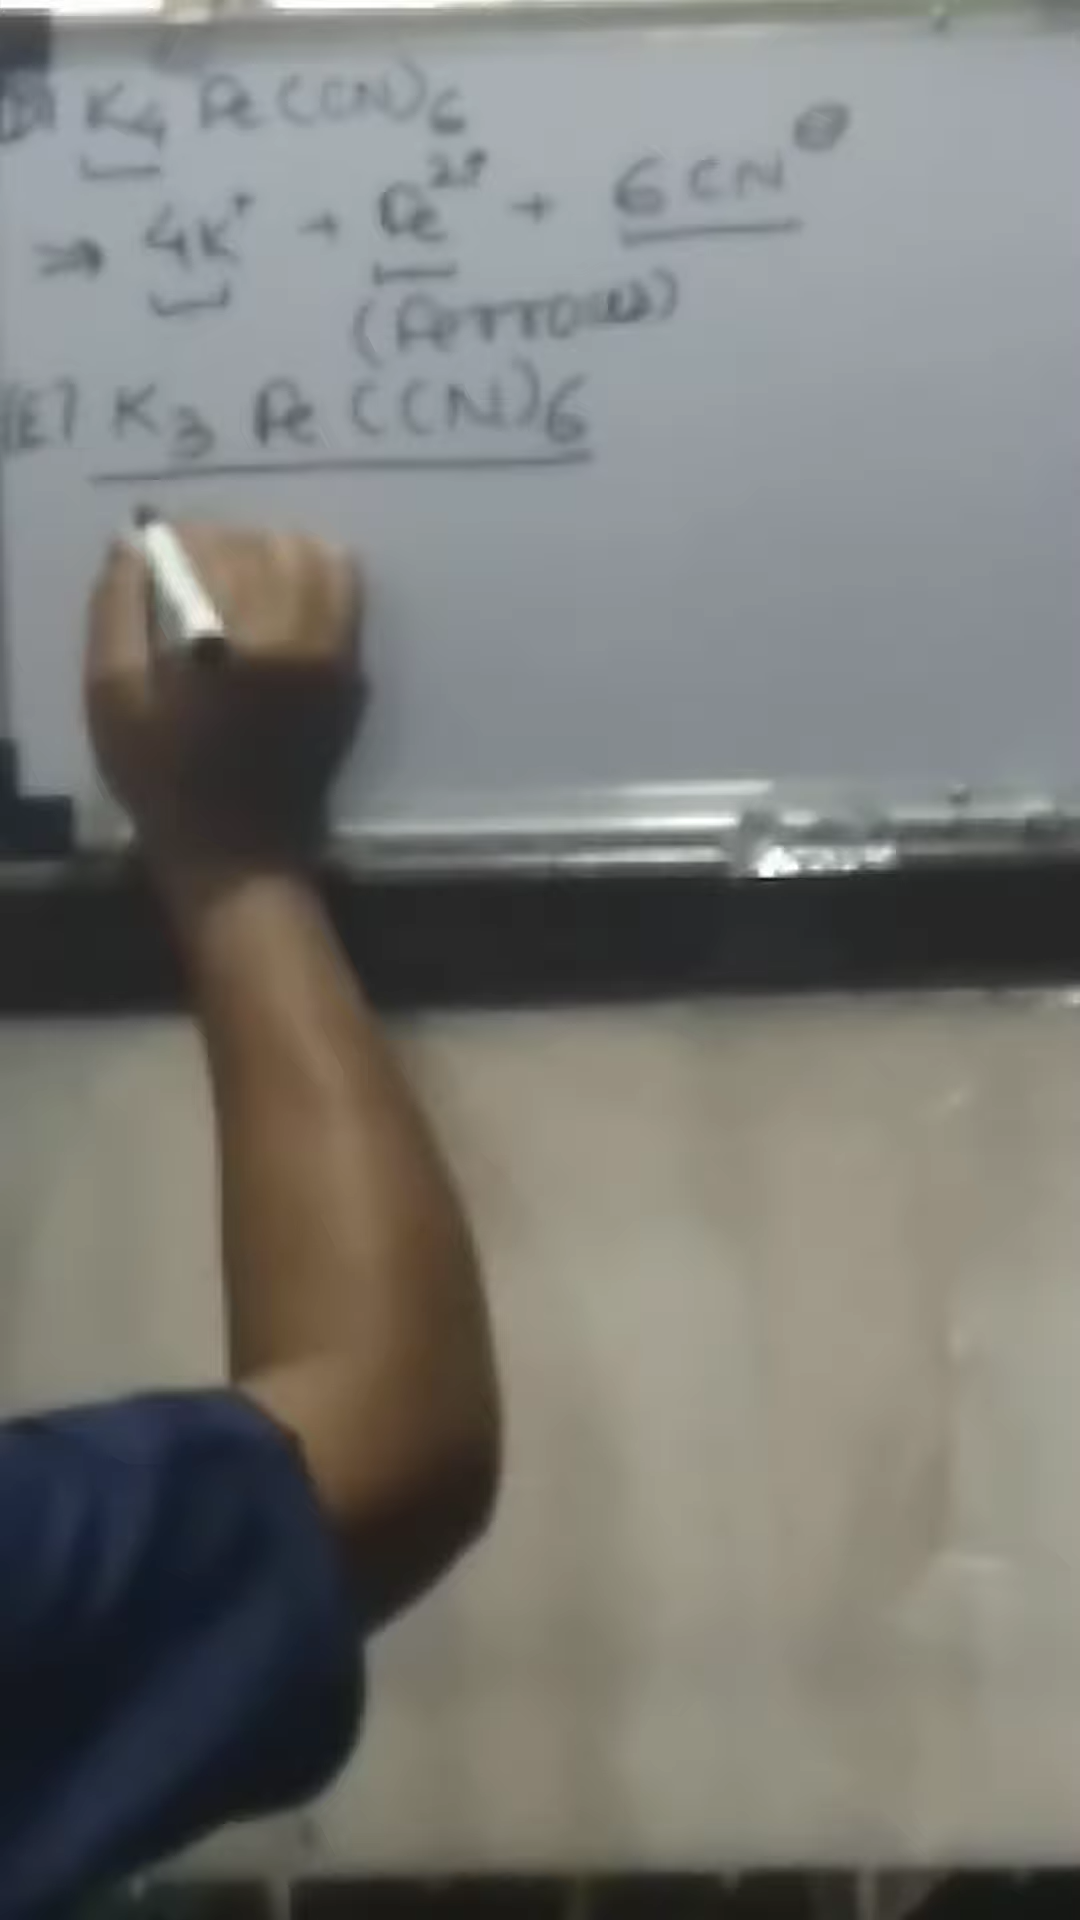 D) K₄ Fe(CN)₆
⇒ 4K⁺ + Fe²⁺ + 6CN⊖
(Ferrous)
(E) K₃ Fe(CN)₆